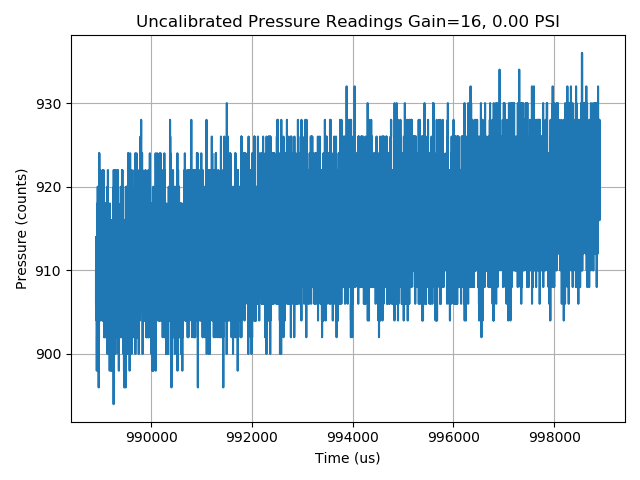 Uncalibrated Pressure Readings Gain=16, 0.00 PSI
930
920
910
900
Pressure (counts)
990000 992000 994000 996000 998000
Time (us)